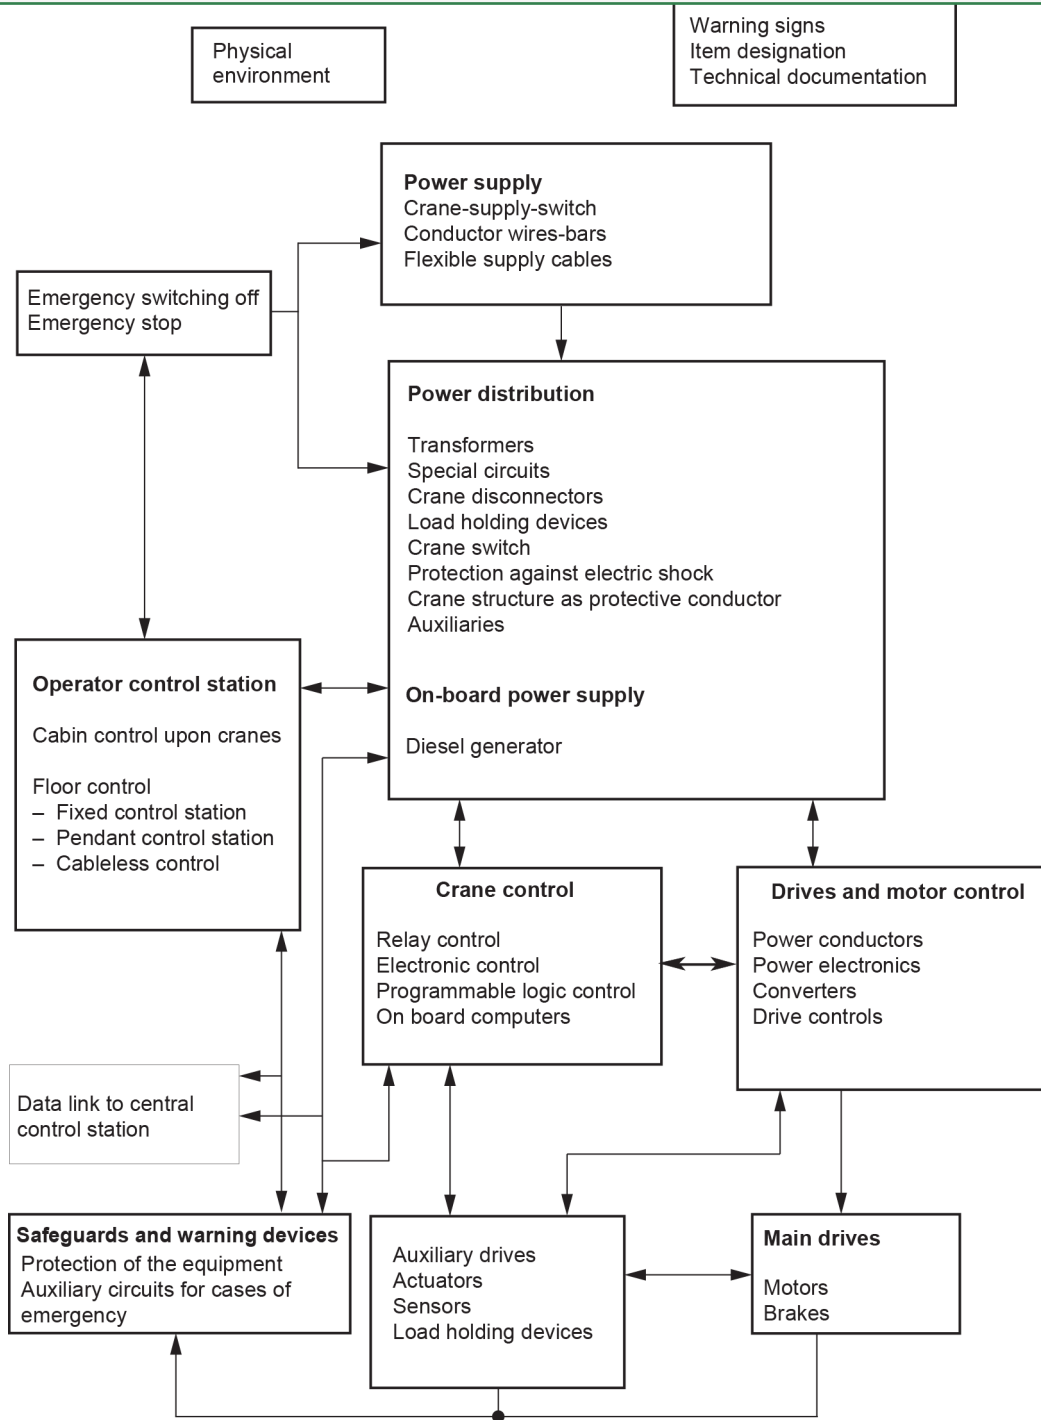 Physical
environment
Warning signs
Item designation
Technical documentation
Power supply
Crane-supply-switch
Conductor wires-bars
Flexible supply cables
Emergency switching off
Emergency stop
Power distribution
Transformers
Special circuits
Crane disconnectors
Load holding devices
Crane switch
Protection against electric shock
Crane structure as protective conductor
Auxiliaries
On-board power supply
Diesel generator
Operator control station
Cabin control upon cranes
Floor control
– Fixed control station
– Pendant control station
– Cableless control
Crane control
Relay control
Electronic control
Programmable logic control
On board computers
Drives and motor control
Power conductors
Power electronics
Converters
Drive controls
Data link to central
control station
Safeguards and warning devices
Protection of the equipment
Auxiliary circuits for cases of
emergency
Auxiliary drives
Actuators
Sensors
Load holding devices
Main drives
Motors
Brakes